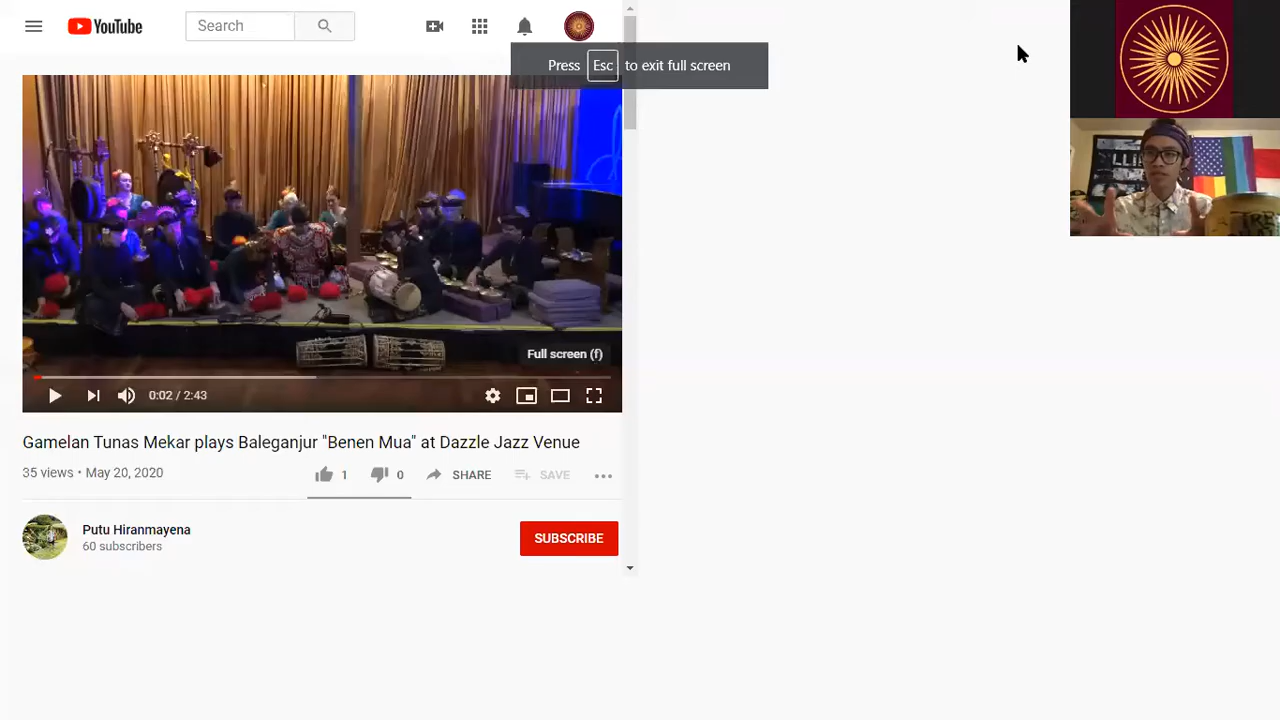 YouTube
Search
Press Esc to exit full screen
Full screen (f)
0:02 / 2:43
Gamelan Tunas Mekar plays Baleganjur "Benen Mua" at Dazzle Jazz Venue
35 views • May 20, 2020
1
0
SHARE
SAVE
Putu Hiranmayena
60 subscribers
SUBSCRIBE